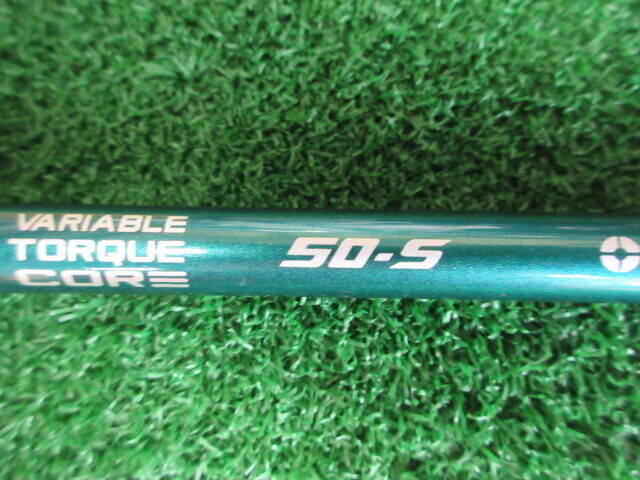 VARIABLE
TORQUE
CORE
50-S